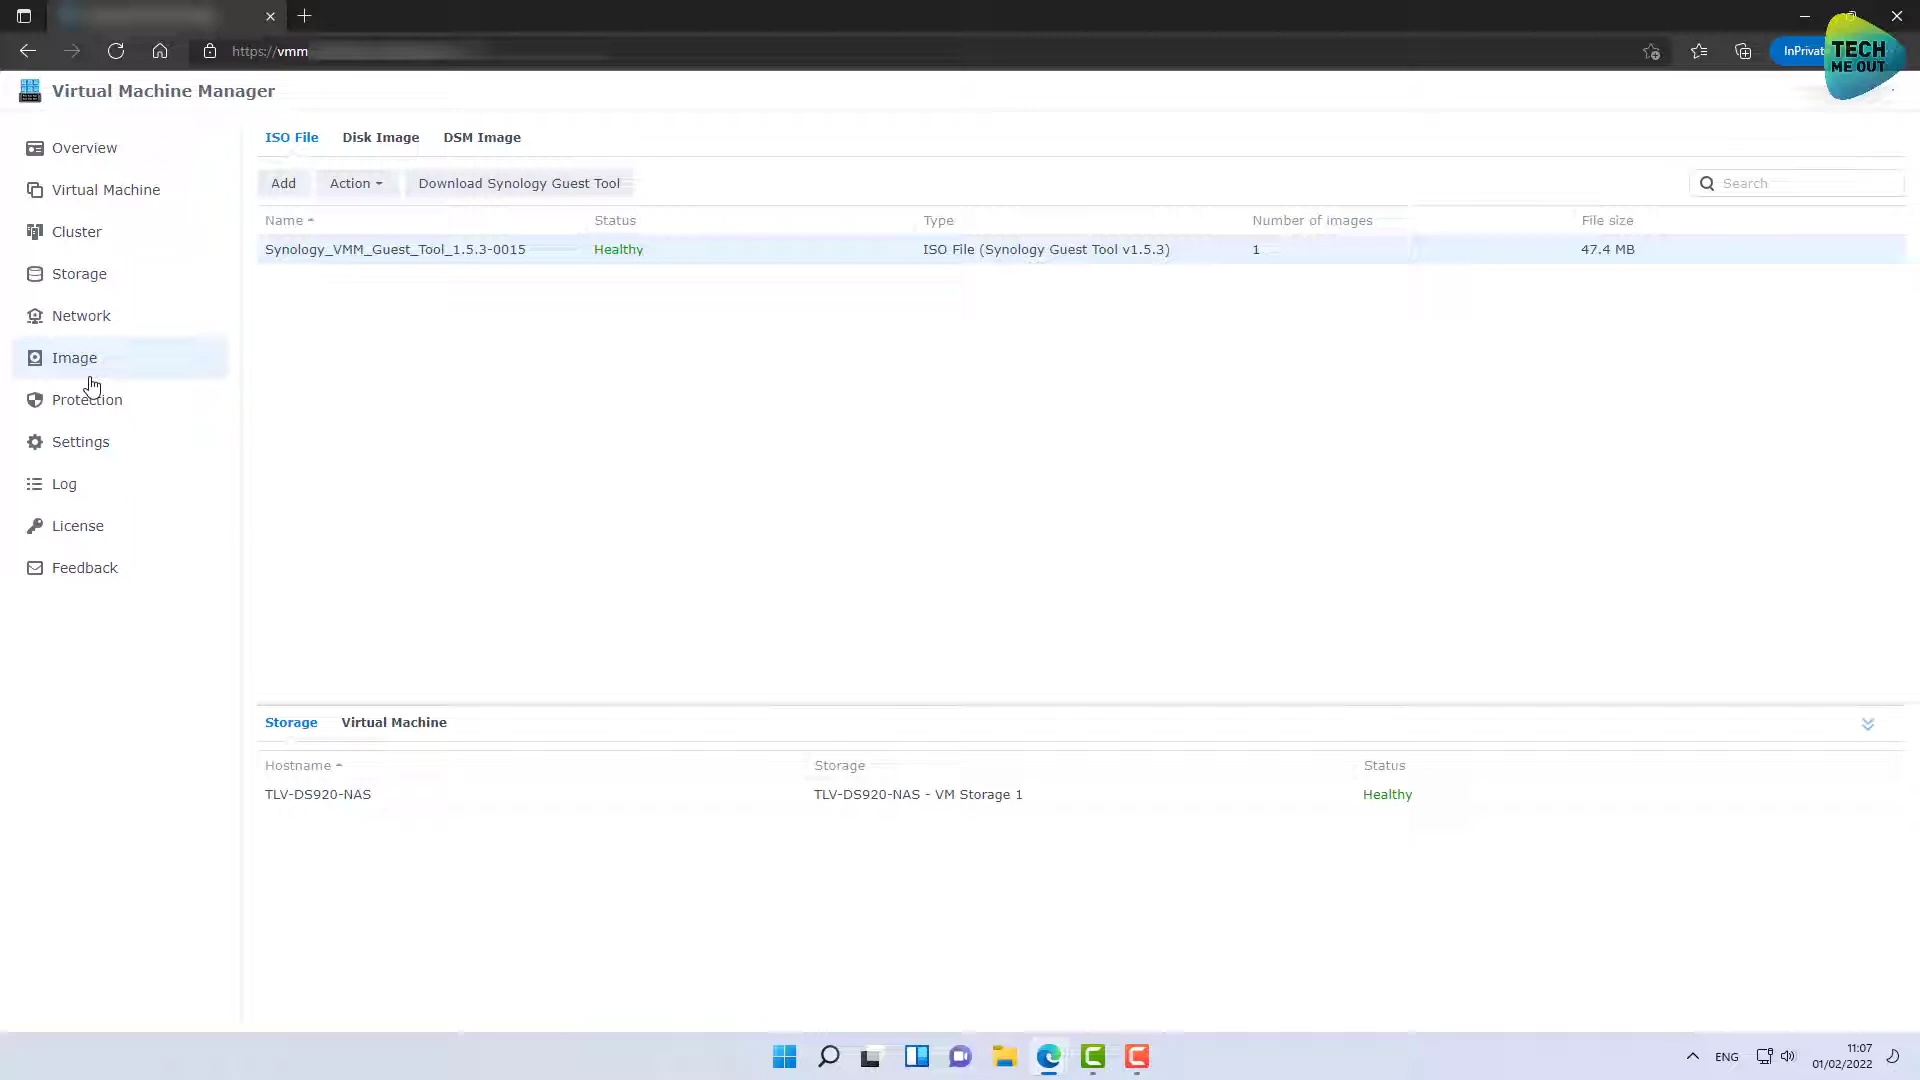 https://vmm
InPrivat
TECH
ME OUT
Virtual Machine Manager
Overview
Virtual Machine
Cluster
Storage
Network
Image
Protection
Settings
Log
License
Feedback
ISO File Disk Image DSM Image
Add Action Download Synology Guest Tool Search
Name Status Type Number of images File size
Synology_VMM_Guest_Tool_1.5.3-0015 Healthy ISO File (Synology Guest Tool v1.5.3) 1 47.4 MB
Storage Virtual Machine
Hostname Storage Status
TLV-DS920-NAS TLV-DS920-NAS - VM Storage 1 Healthy
ENG
11:07
01/02/2022